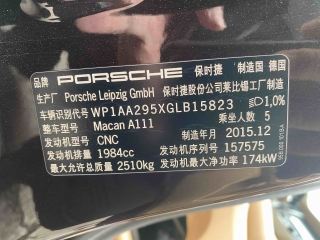 品牌 PORSCHE 保时捷 制造国 德国
生产厂 Porsche Leipzig GmbH 保时捷股份公司莱比锡工厂制造
车辆识别代号 WP1AA295XGLB15823 1,0%
整车型号 Macan A111 乘坐人数 5
发动机型号 CNC 制造年月 2015.12
发动机排量 1984cc 发动机序列号 157575
最大允许总质量 2510kg 发动机最大净功率 174kW